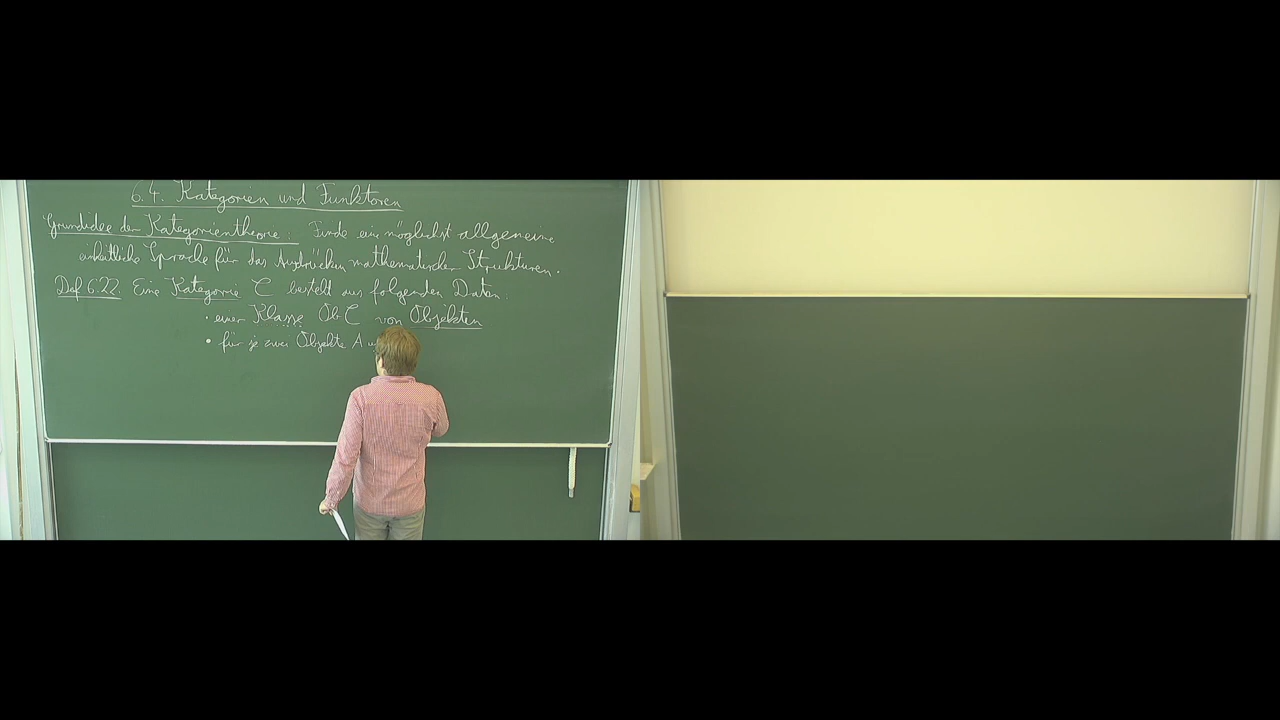 6.4. Kategorien und Funktoren
Grundidee der Kategorientheorie: Finde eine möglichst allgemeine
einheitliche Sprache für das Ausdrücken mathematischer Strukturen.
Def 6.22. Eine Kategorie C besteht aus folgenden Daten:
• einer Klasse Ob C von Objekten
• für je zwei Objekte A